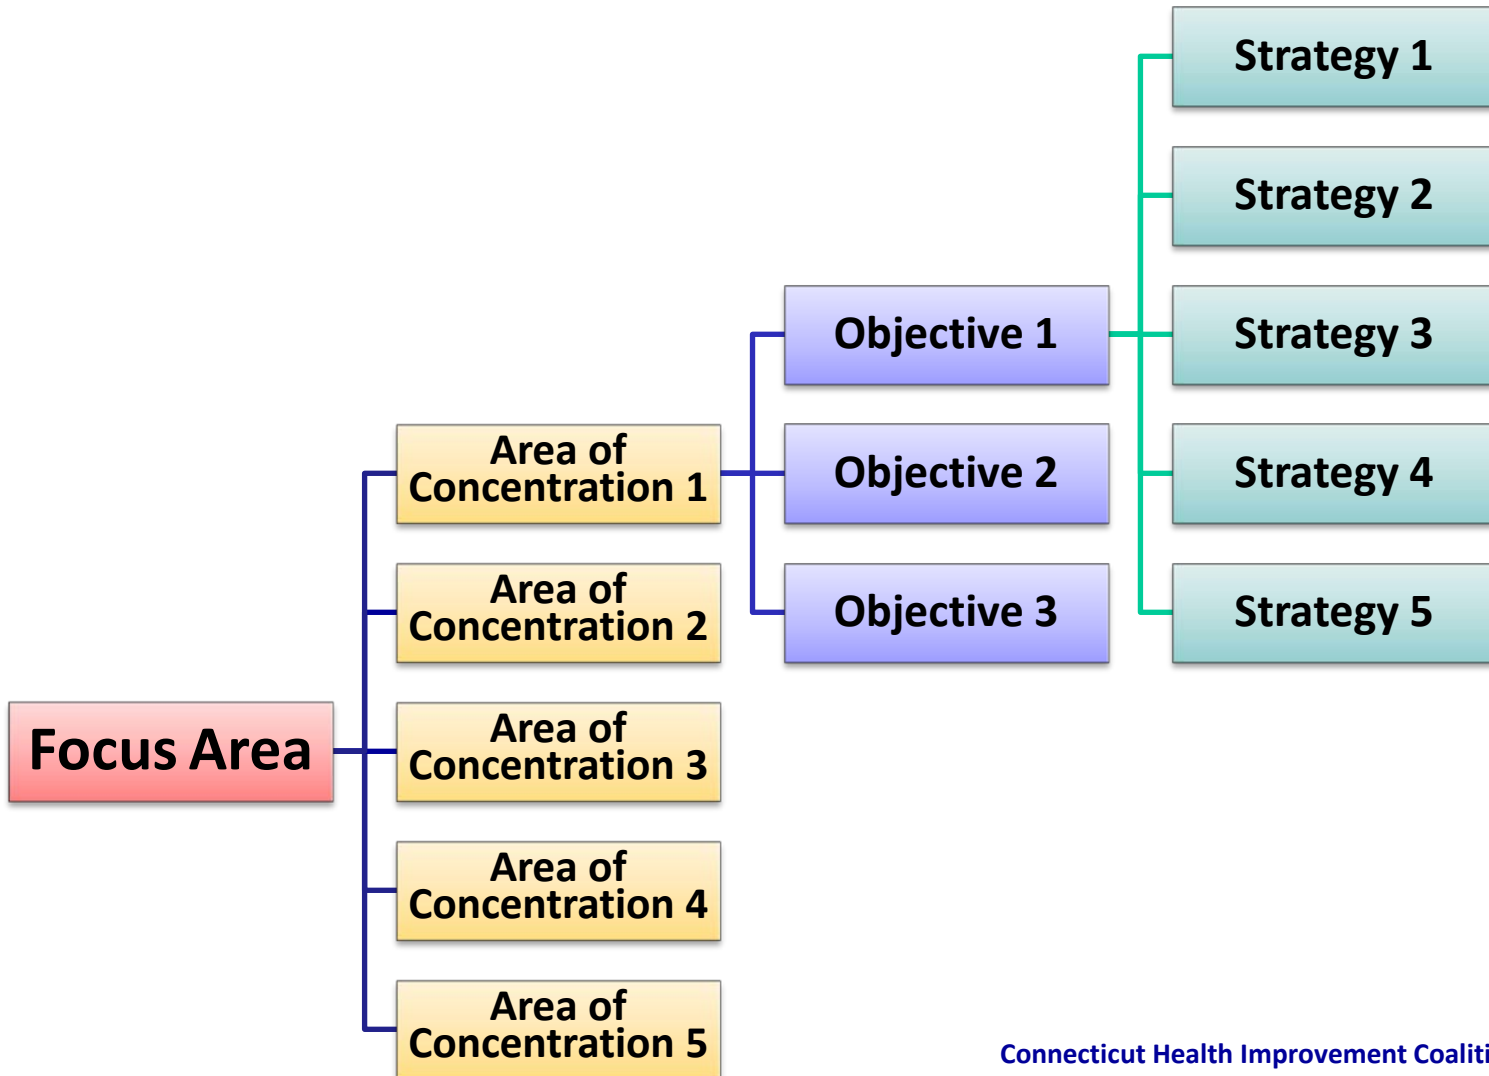 Focus Area
Area of
Concentration 1
Area of
Concentration 2
Area of
Concentration 3
Area of
Concentration 4
Area of
Concentration 5
Objective 1
Objective 2
Objective 3
Strategy 1
Strategy 2
Strategy 3
Strategy 4
Strategy 5
Connecticut Health Improvement Coaliti